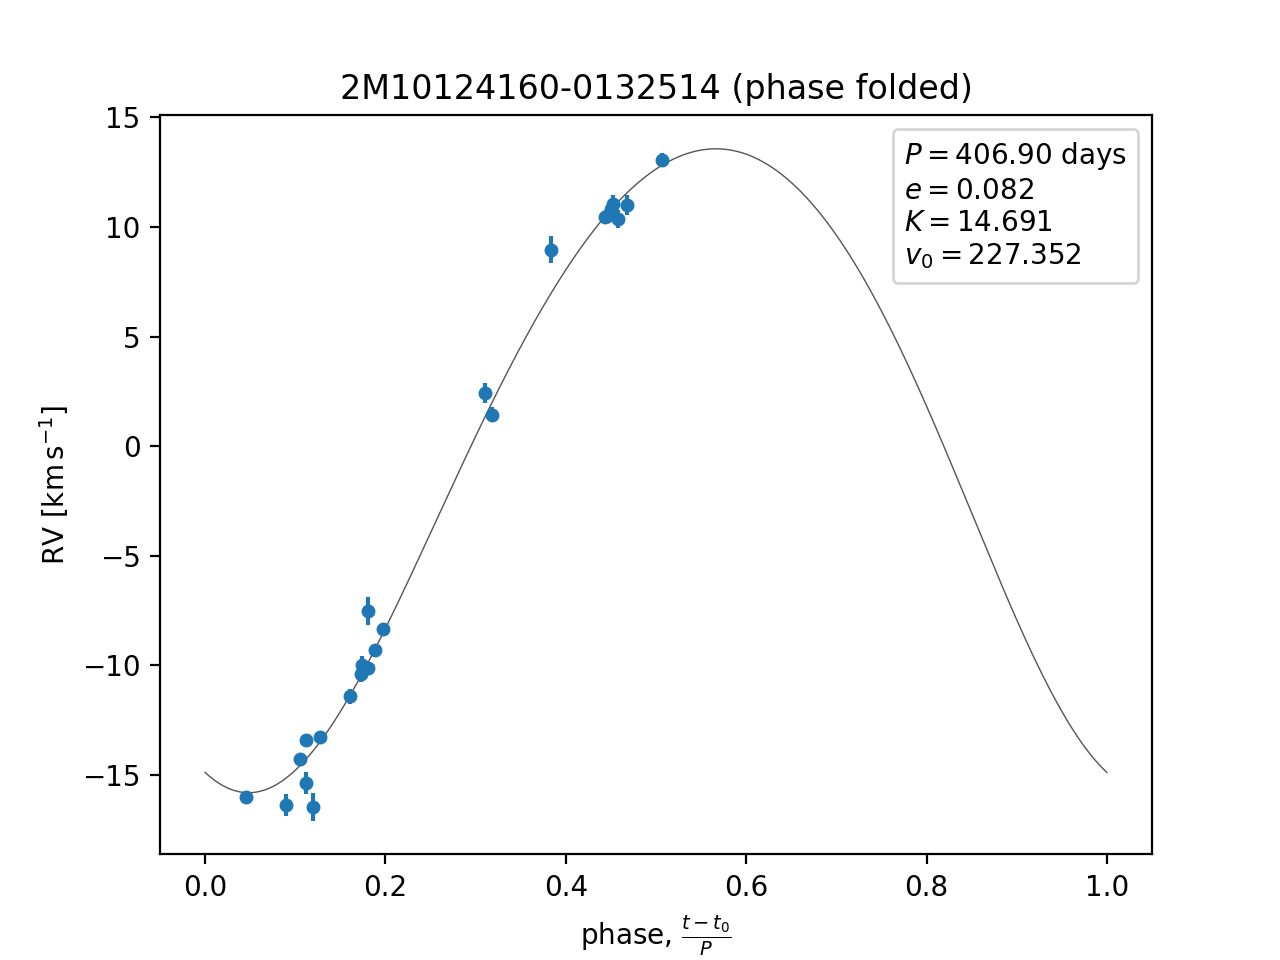 2M10124160-0132514 (phase folded)
P = 406.90 days
e = 0.082
K = 14.691
v₀ = 227.352
RV [km s⁻¹]
15
10
5
0
−5
−10
−15
0.0 0.2 0.4 0.6 0.8 1.0
phase, (t − t₀)/P